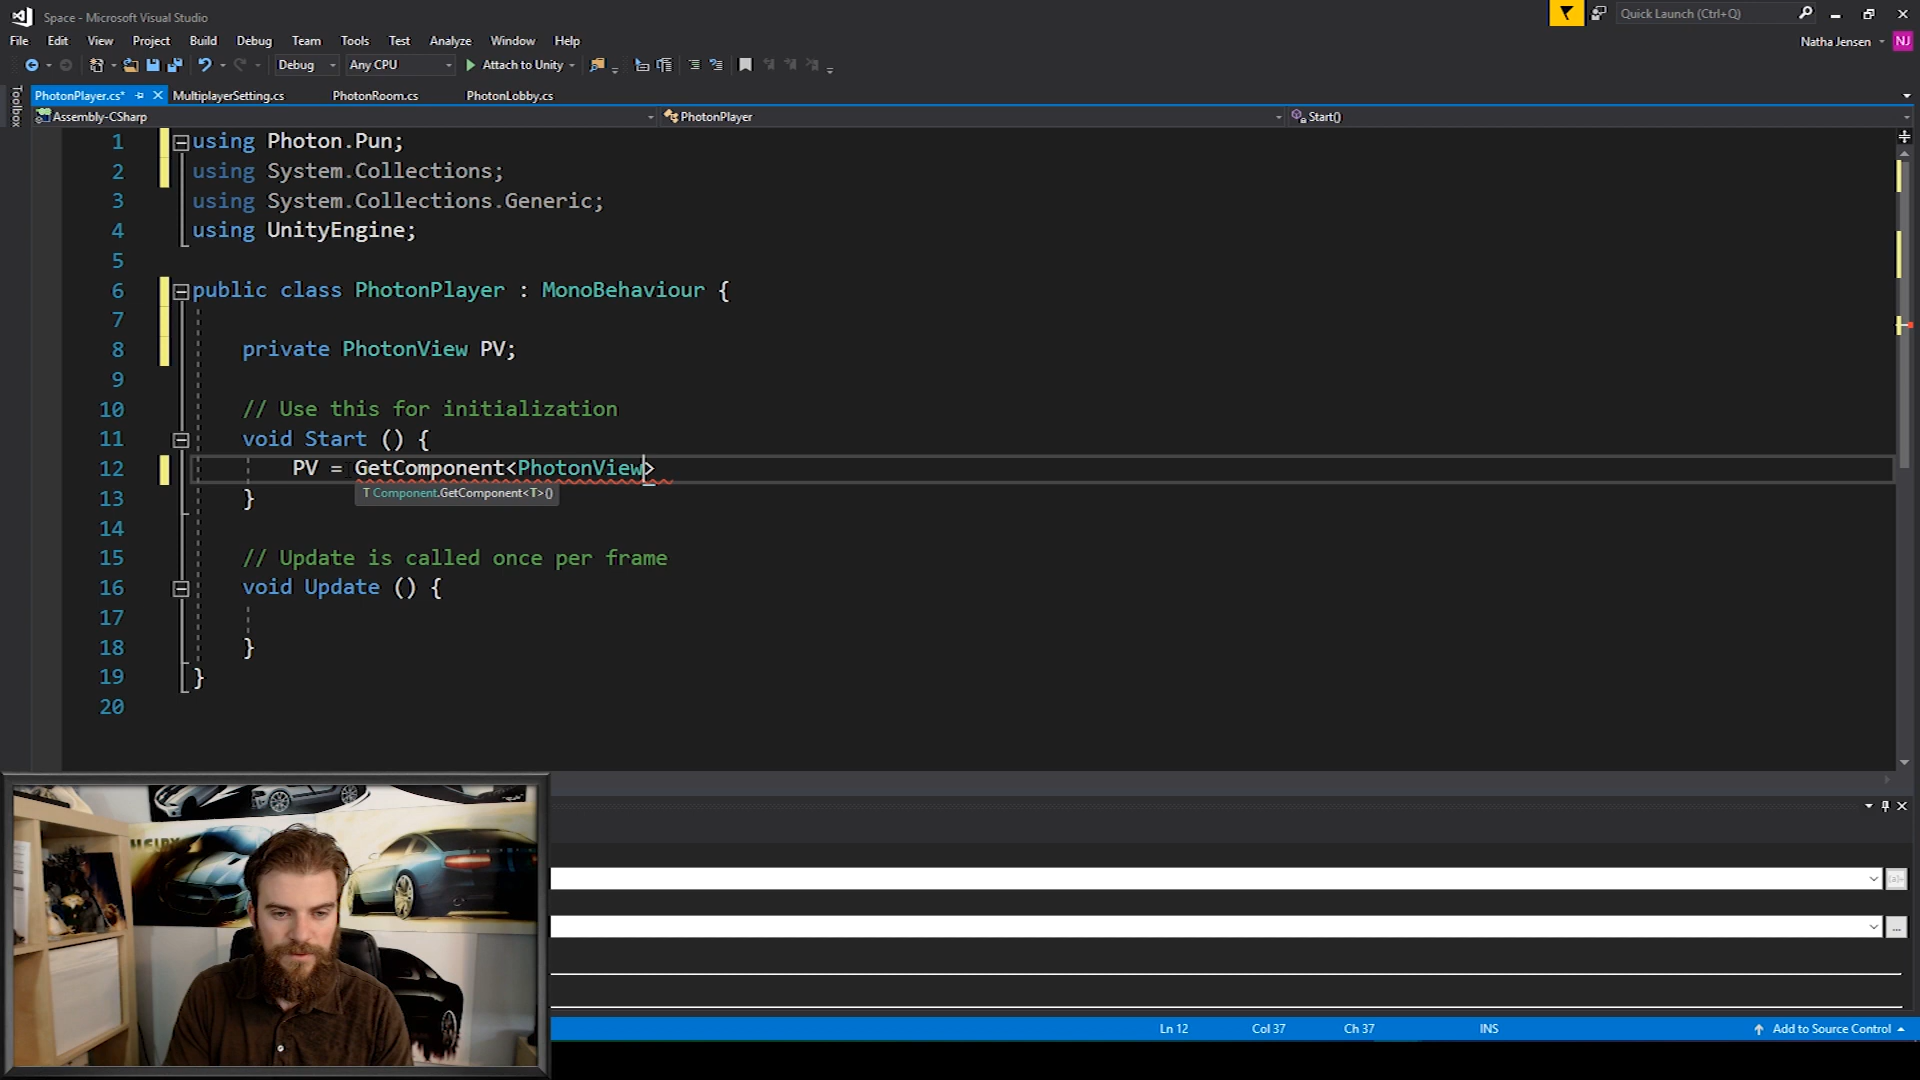 Space - Microsoft Visual Studio
Quick Launch (Ctrl+Q)
File Edit View Project Build Debug Team Tools Test Analyze Window Help
Natha Jensen NJ
Debug Any CPU Attach to Unity
Toolbox
PhotonPlayer.cs* MultiplayerSetting.cs PhotonRoom.cs PhotonLobby.cs
Assembly-CSharp PhotonPlayer Start()
1 using Photon.Pun;
2 using System.Collections;
3 using System.Collections.Generic;
4 using UnityEngine;
5
6 public class PhotonPlayer : MonoBehaviour {
7
8 private PhotonView PV;
9
10 // Use this for initialization
11 void Start () {
12 PV = GetComponent<PhotonView>
T Component.GetComponent<T>()
13 }
14
15 // Update is called once per frame
16 void Update () {
17
18 }
19 }
20
Ln 12 Col 37 Ch 37 INS Add to Source Control